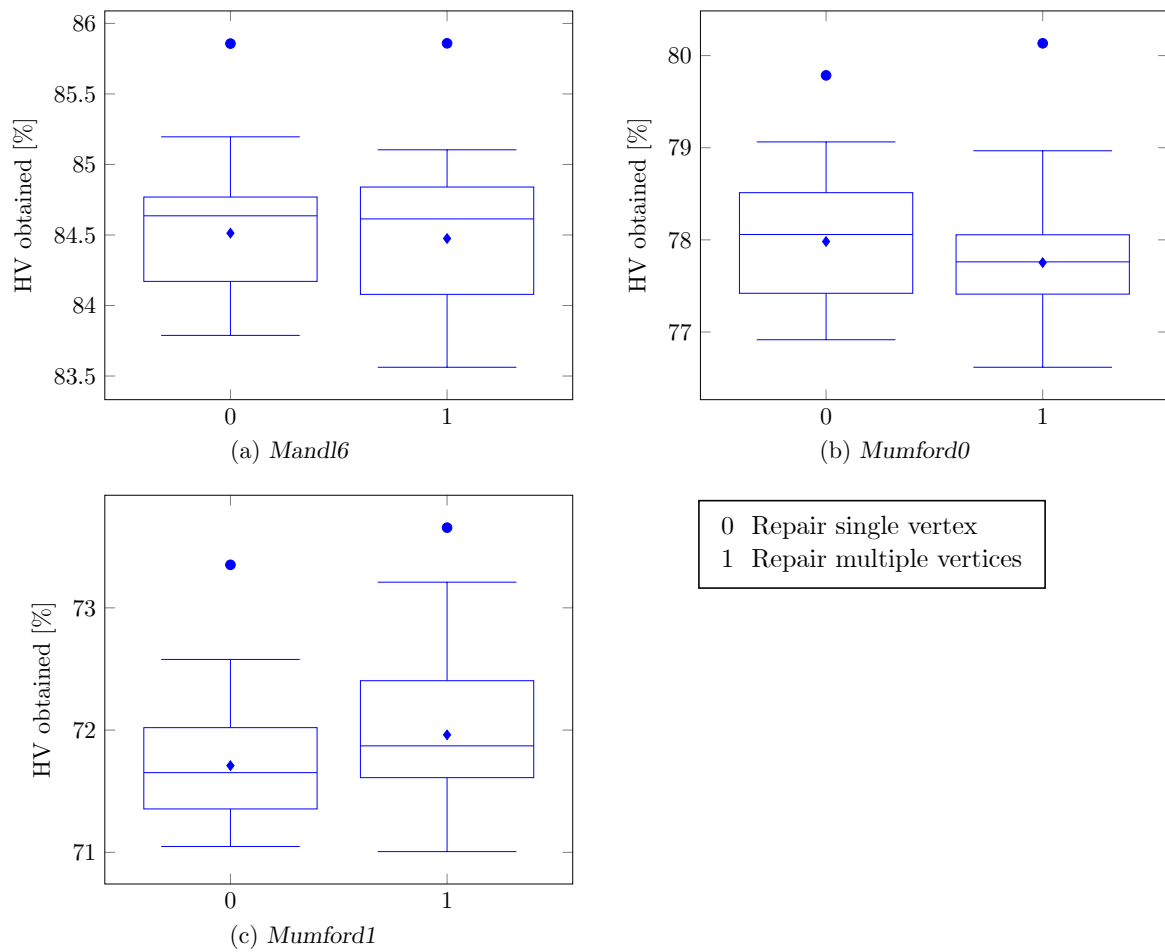 86
85.5
85
84.5
84
83.5
HV obtained [%]
0 1
(a) Mandl6
80
79
78
77
HV obtained [%]
0 1
(b) Mumford0
73
72
71
HV obtained [%]
0 1
(c) Mumford1
0 Repair single vertex
1 Repair multiple vertices